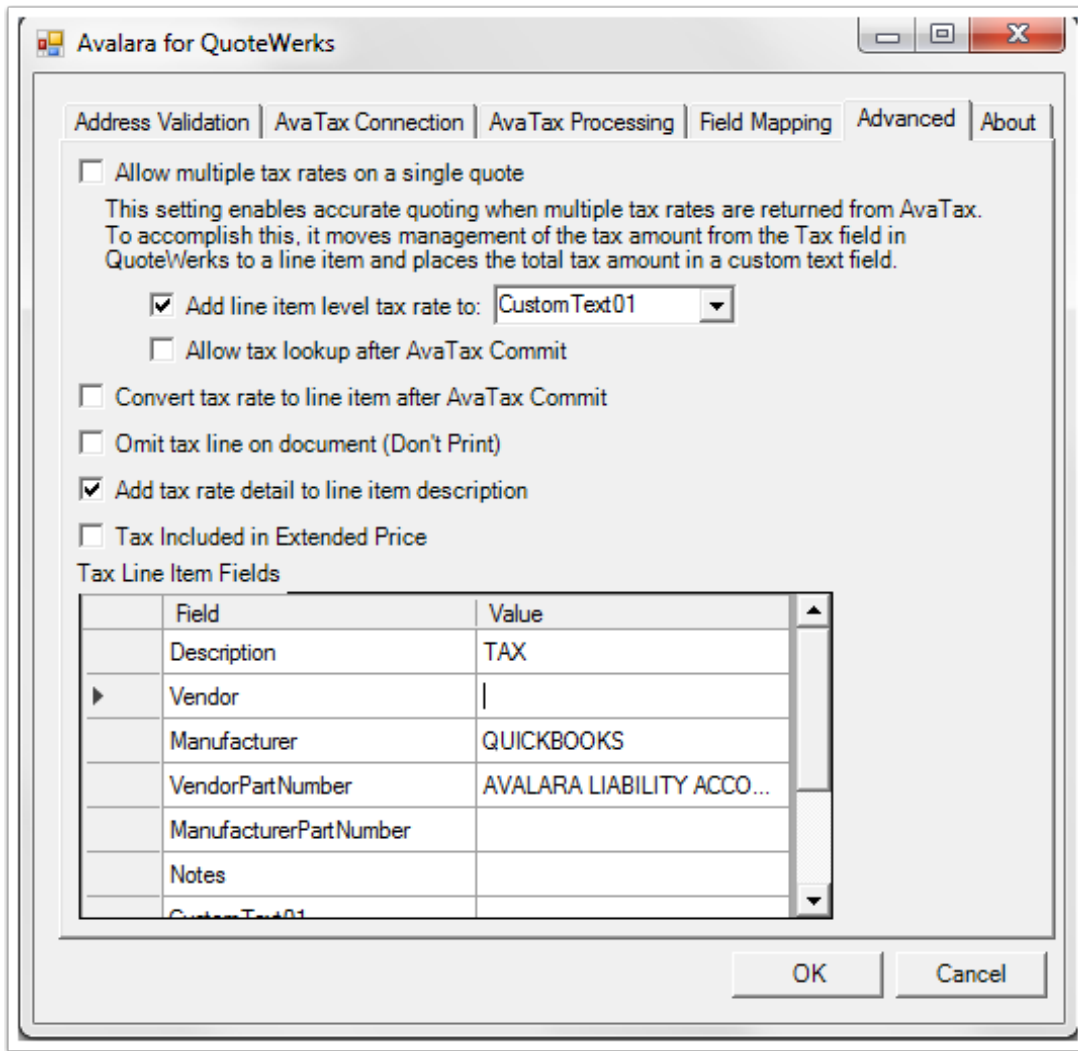 Avalara for QuoteWerks
Address Validation AvaTax Connection AvaTax Processing Field Mapping Advanced About
Allow multiple tax rates on a single quote
This setting enables accurate quoting when multiple tax rates are returned from AvaTax.
To accomplish this, it moves management of the tax amount from the Tax field in
QuoteWerks to a line item and places the total tax amount in a custom text field.
Add line item level tax rate to: CustomText01
Allow tax lookup after AvaTax Commit
Convert tax rate to line item after AvaTax Commit
Omit tax line on document (Don't Print)
Add tax rate detail to line item description
Tax Included in Extended Price
Tax Line Item Fields
Field Value
Description TAX
Vendor
Manufacturer QUICKBOOKS
VendorPartNumber AVALARA LIABILITY ACCO...
ManufacturerPartNumber
Notes
CustomText01
OK Cancel